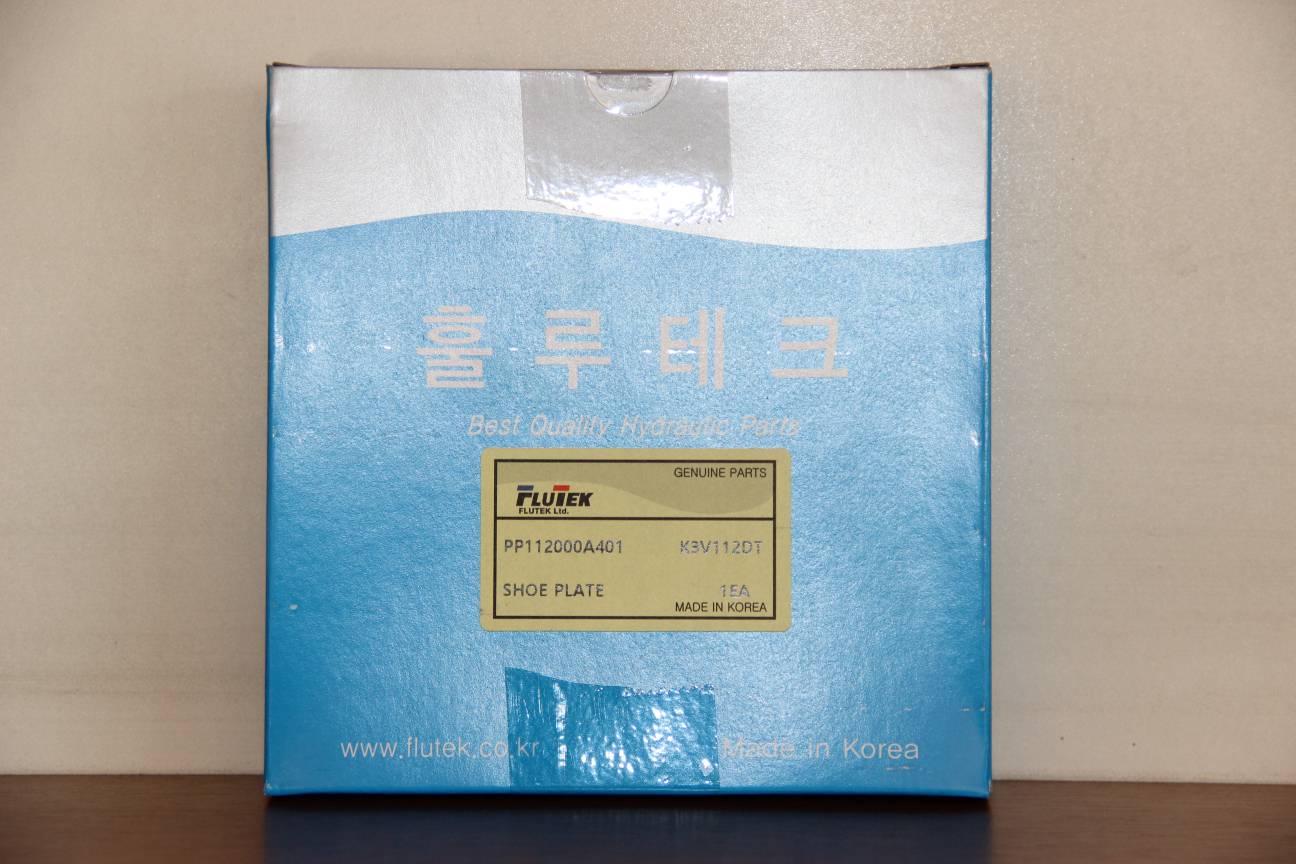 훌루테크
Best Quality Hydraulic Parts
GENUINE PARTS
FLUTEK
FLUTEK Ltd.
PP112000A401 K3V112DT
SHOE PLATE 1EA
MADE IN KOREA
www.flutek.co.kr Made in Korea